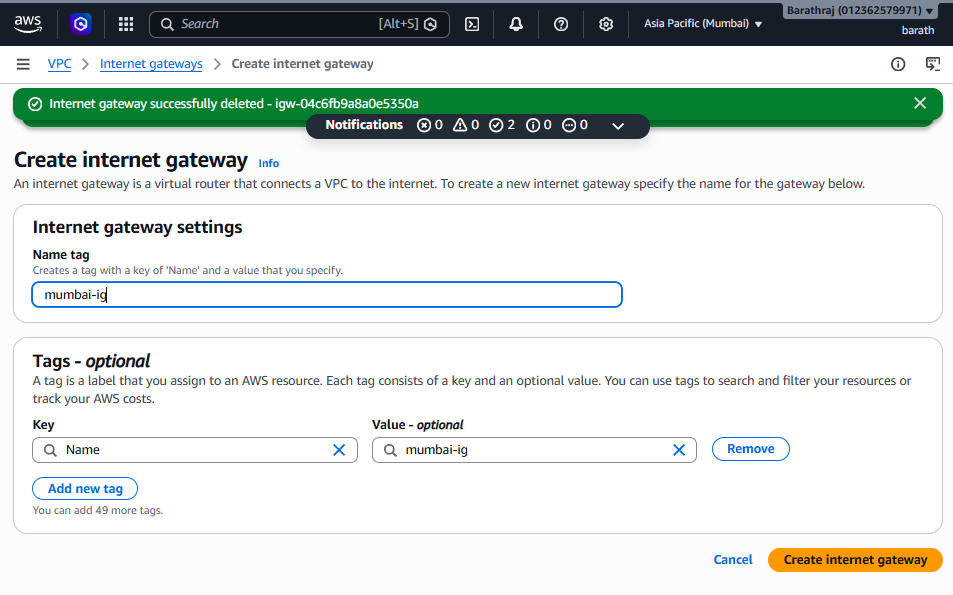 aws
Search [Alt+S]
Asia Pacific (Mumbai) ▼
Barathraj (012362579971) ▼
barath
VPC > Internet gateways > Create internet gateway
Internet gateway successfully deleted - igw-04c6fb9a8a0e5350a
Notifications 0 0 2 0 0
Create internet gateway Info
An internet gateway is a virtual router that connects a VPC to the internet. To create a new internet gateway specify the name for the gateway below.
Internet gateway settings
Name tag
Creates a tag with a key of 'Name' and a value that you specify.
mumbai-ig
Tags - optional
A tag is a label that you assign to an AWS resource. Each tag consists of a key and an optional value. You can use tags to search and filter your resources or
track your AWS costs.
Key Value - optional
Name mumbai-ig Remove
Add new tag
You can add 49 more tags.
Cancel Create internet gateway